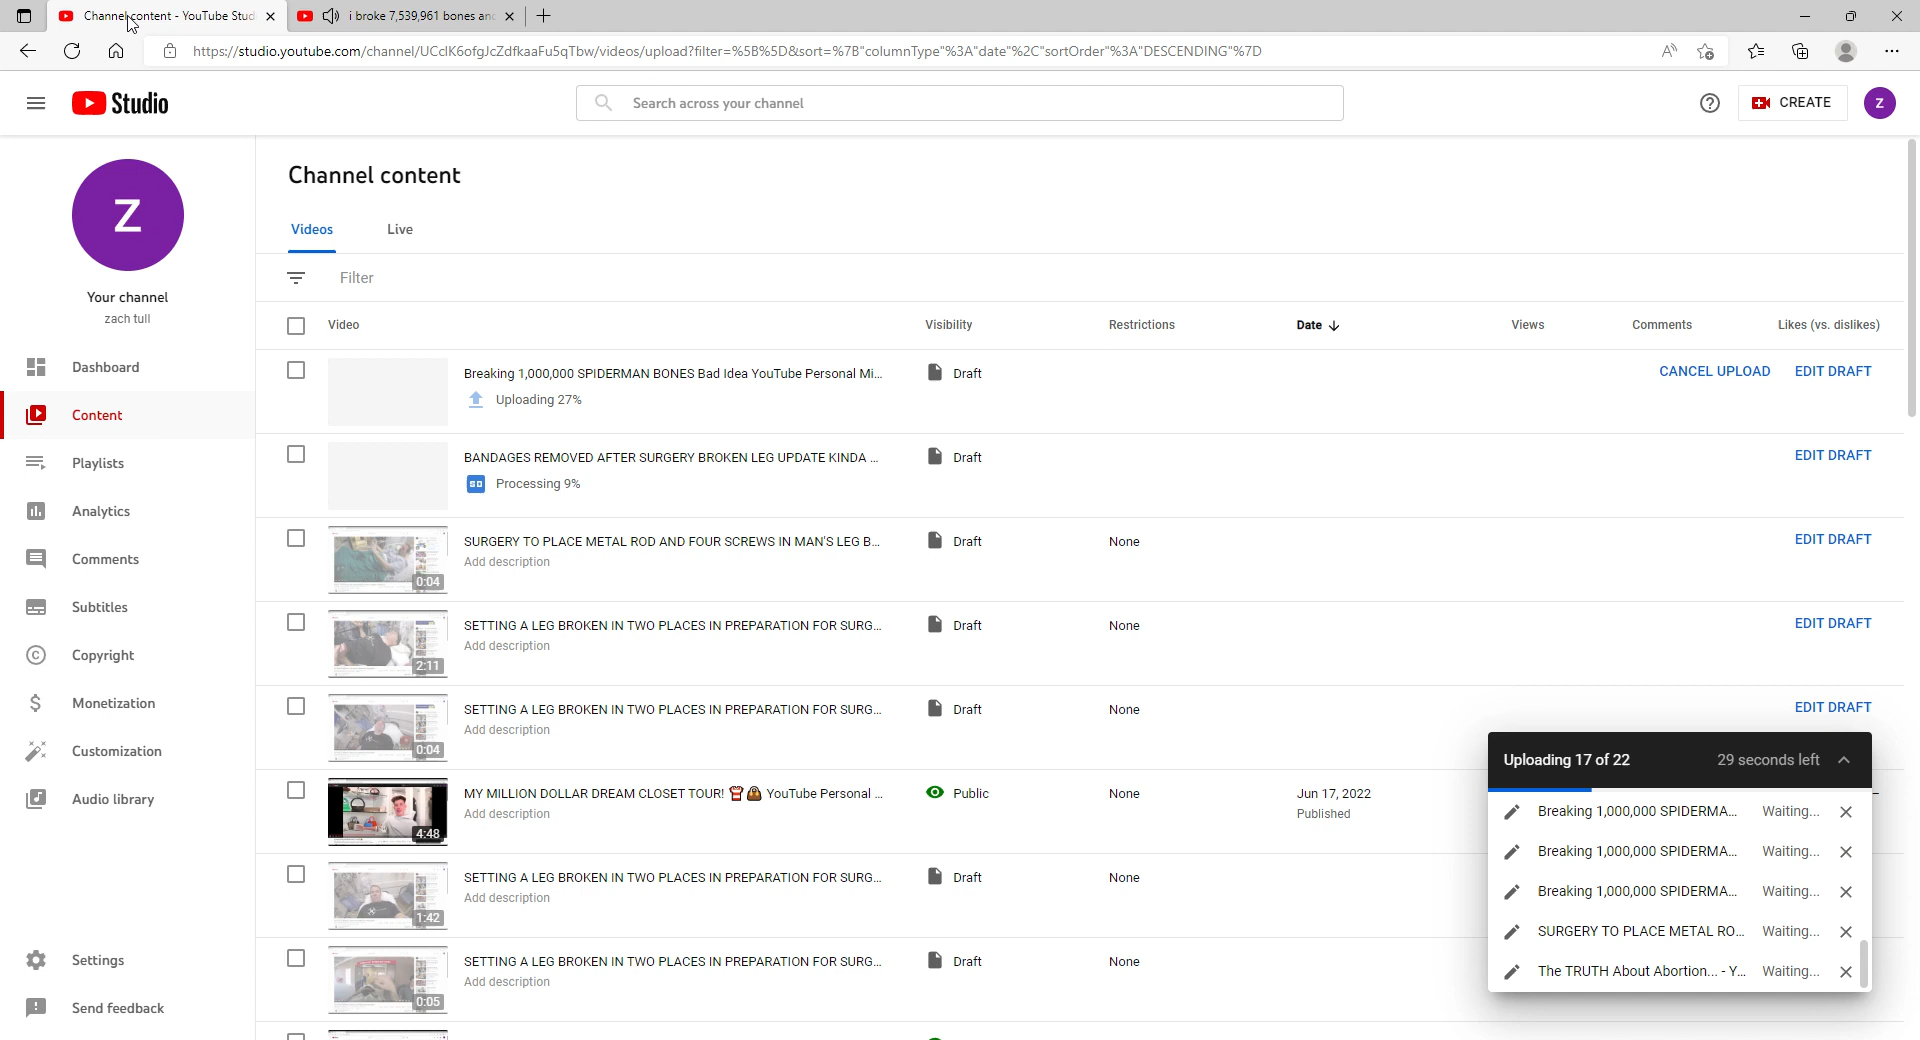 Channel content - YouTube Stud
i broke 7,539,961 bones and
https://studio.youtube.com/channel/UCclK6ofgJcZdfkaaFu5qTbw/videos/upload?filter=%5B%5D&sort=%7B"columnType"%3A"date"%2C"sortOrder"%3A"DESCENDING"%7D
Studio
Search across your channel
CREATE
Z
Z
Your channel
zach tull
Dashboard
Content
Playlists
Analytics
Comments
Subtitles
Copyright
Monetization
Customization
Audio library
Settings
Send feedback
Channel content
Videos Live
Filter
Video Visibility Restrictions Date Views Comments Likes (vs. dislikes)
Breaking 1,000,000 SPIDERMAN BONES Bad Idea YouTube Personal Mi... Draft CANCEL UPLOAD EDIT DRAFT
Uploading 27%
BANDAGES REMOVED AFTER SURGERY BROKEN LEG UPDATE KINDA ... Draft EDIT DRAFT
SD Processing 9%
SURGERY TO PLACE METAL ROD AND FOUR SCREWS IN MAN'S LEG B... Draft None EDIT DRAFT
Add description
0:04
SETTING A LEG BROKEN IN TWO PLACES IN PREPARATION FOR SURG... Draft None EDIT DRAFT
Add description
2:11
SETTING A LEG BROKEN IN TWO PLACES IN PREPARATION FOR SURG... Draft None EDIT DRAFT
Add description
0:04
MY MILLION DOLLAR DREAM CLOSET TOUR! 👚👜 YouTube Personal ... Public None Jun 17, 2022
Add description Published
4:48
SETTING A LEG BROKEN IN TWO PLACES IN PREPARATION FOR SURG... Draft None
Add description
1:42
SETTING A LEG BROKEN IN TWO PLACES IN PREPARATION FOR SURG... Draft None
Add description
0:05
Uploading 17 of 22 29 seconds left
Breaking 1,000,000 SPIDERMA... Waiting...
Breaking 1,000,000 SPIDERMA... Waiting...
Breaking 1,000,000 SPIDERMA... Waiting...
SURGERY TO PLACE METAL RO... Waiting...
The TRUTH About Abortion... - Y... Waiting...